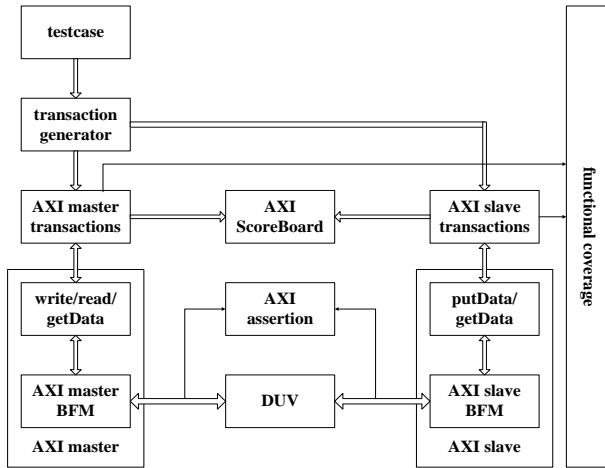 testcase
transaction
generator
AXI master
transactions
AXI
ScoreBoard
AXI slave
transactions
functional coverage
write/read/
getData
AXI
assertion
putData/
getData
AXI master
BFM
DUV
AXI slave
BFM
AXI master
AXI slave